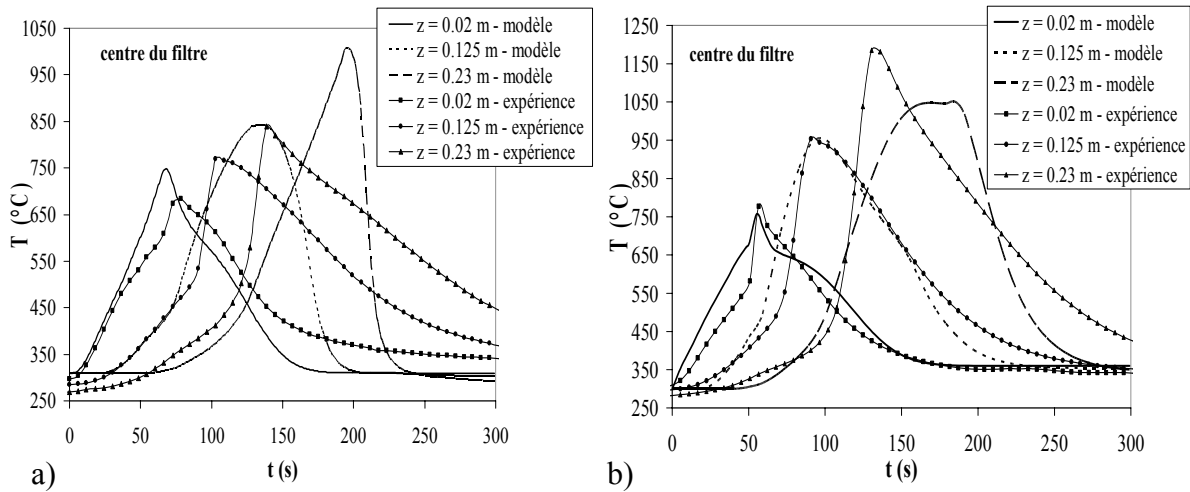 centre du filtre
z = 0.02 m - modèle
z = 0.125 m - modèle
z = 0.23 m - modèle
z = 0.02 m - expérience
z = 0.125 m - expérience
z = 0.23 m - expérience
T (°C)
1050
950
850
750
650
550
450
350
250
0 50 100 150 200 250 300
t (s)
a)
centre du filtre
z = 0.02 m - modèle
z = 0.125 m - modèle
z = 0.23 m - modèle
z = 0.02 m - expérience
z = 0.125 m - expérience
z = 0.23 m - expérience
T (°C)
1250
1150
1050
950
850
750
650
550
450
350
250
0 50 100 150 200 250 300
t (s)
b)